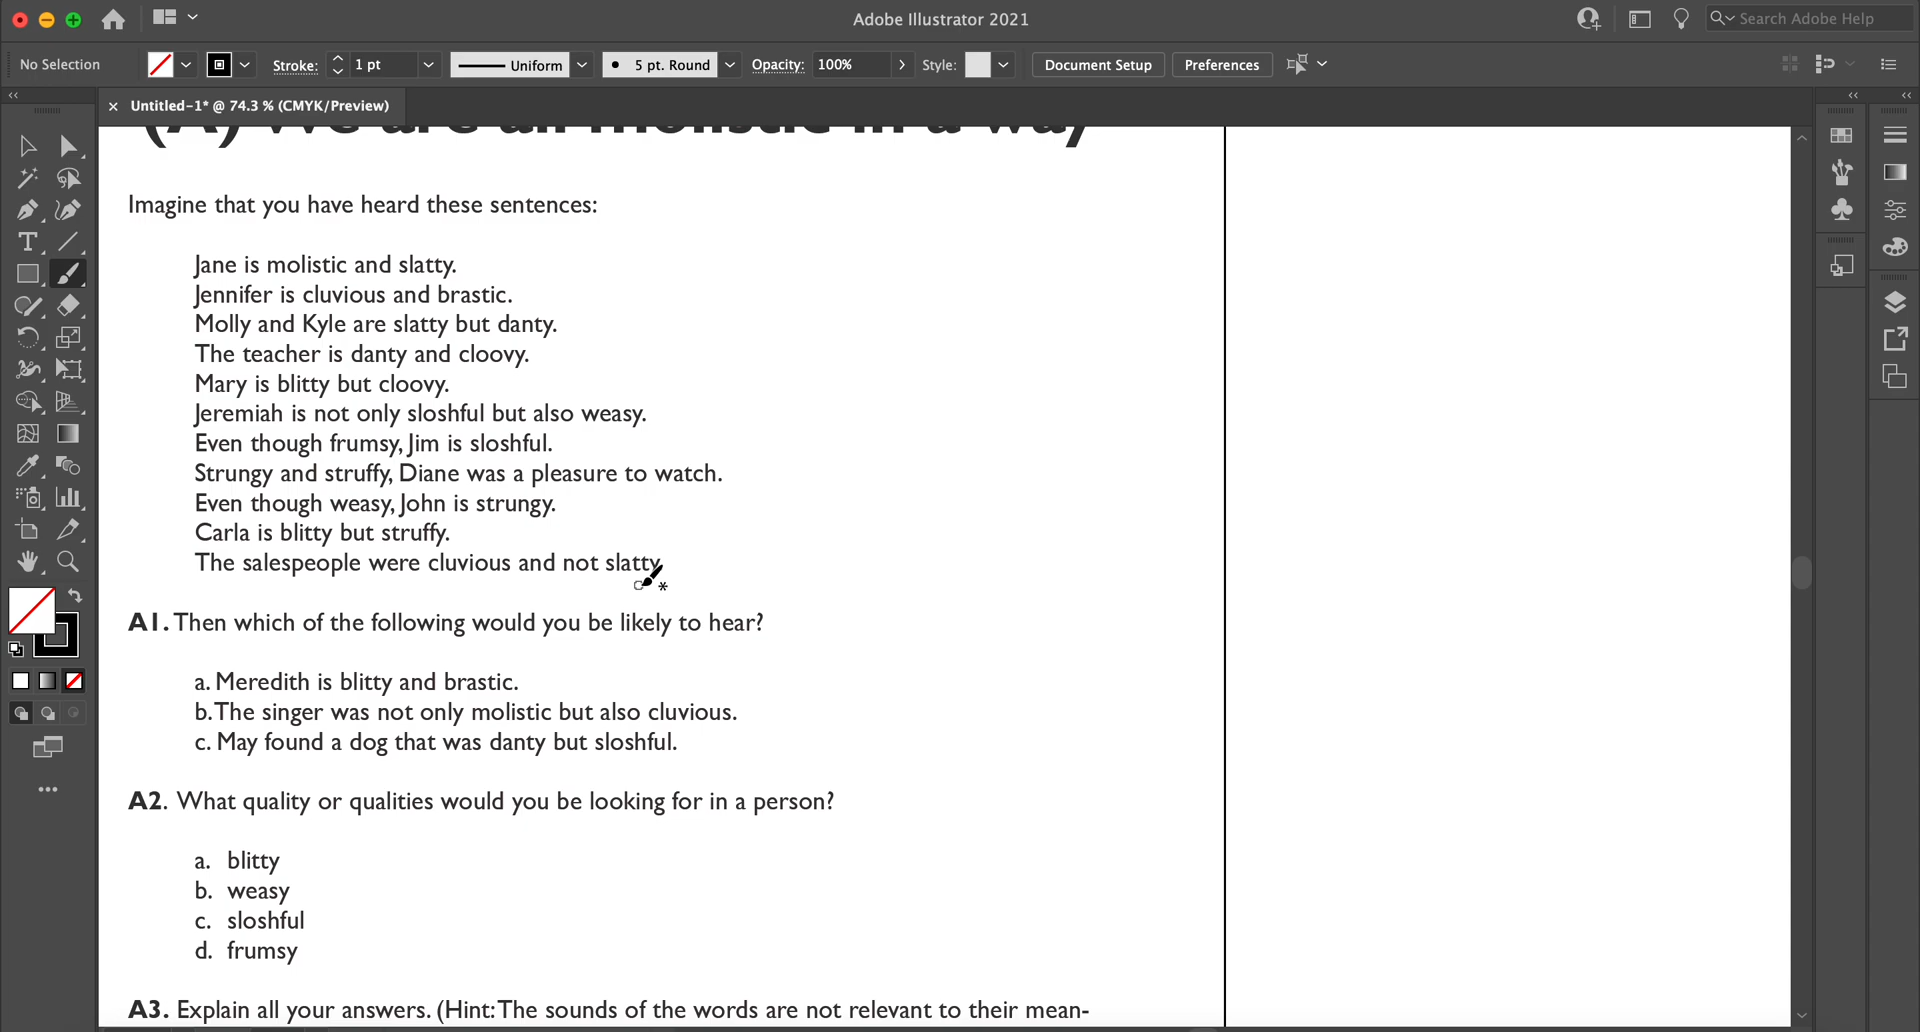 Adobe Illustrator 2021
Search Adobe Help
No Selection
Stroke:
1 pt
Uniform
5 pt. Round
Opacity:
100%
Style:
Document Setup
Preferences
× Untitled-1* @ 74.3 % (CMYK/Preview)
(A) We are all molistic in a way
Imagine that you have heard these sentences:
Jane is molistic and slatty.
Jennifer is cluvious and brastic.
Molly and Kyle are slatty but danty.
The teacher is danty and cloovy.
Mary is blitty but cloovy.
Jeremiah is not only sloshful but also weasy.
Even though frumsy, Jim is sloshful.
Strungy and struffy, Diane was a pleasure to watch.
Even though weasy, John is strungy.
Carla is blitty but struffy.
The salespeople were cluvious and not slatty.
A1. Then which of the following would you be likely to hear?
a. Meredith is blitty and brastic.
b. The singer was not only molistic but also cluvious.
c. May found a dog that was danty but sloshful.
A2. What quality or qualities would you be looking for in a person?
a. blitty
b. weasy
c. sloshful
d. frumsy
A3. Explain all your answers. (Hint: The sounds of the words are not relevant to their mean-